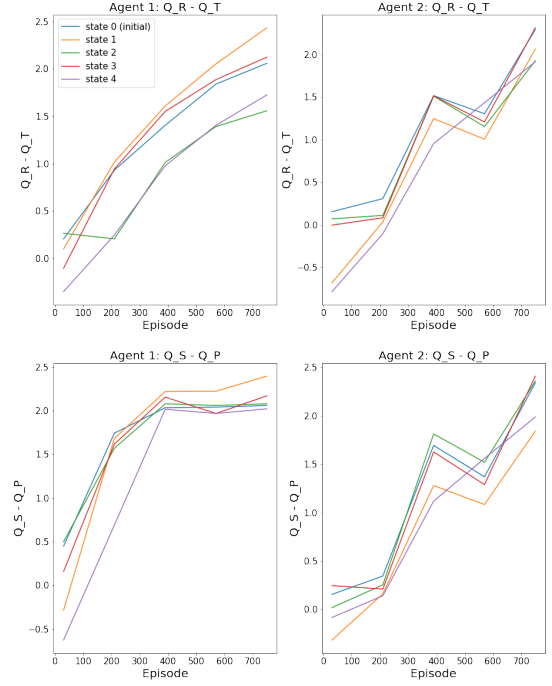 Agent 1: Q_R - Q_T
Agent 2: Q_R - Q_T
2.5
2.0
1.5
1.0
0.5
0.0
Q_R - Q_T
state 0 (initial)
state 1
state 2
state 3
state 4
0 100 200 300 400 500 600 700
Episode
2.0
1.5
1.0
0.5
0.0
−0.5
Q_R - Q_T
0 100 200 300 400 500 600 700
Episode
Agent 1: Q_S - Q_P
Agent 2: Q_S - Q_P
2.5
2.0
1.5
1.0
0.5
0.0
−0.5
Q_S - Q_P
0 100 200 300 400 500 600 700
Episode
2.5
2.0
1.5
1.0
0.5
0.0
Q_S - Q_P
0 100 200 300 400 500 600 700
Episode